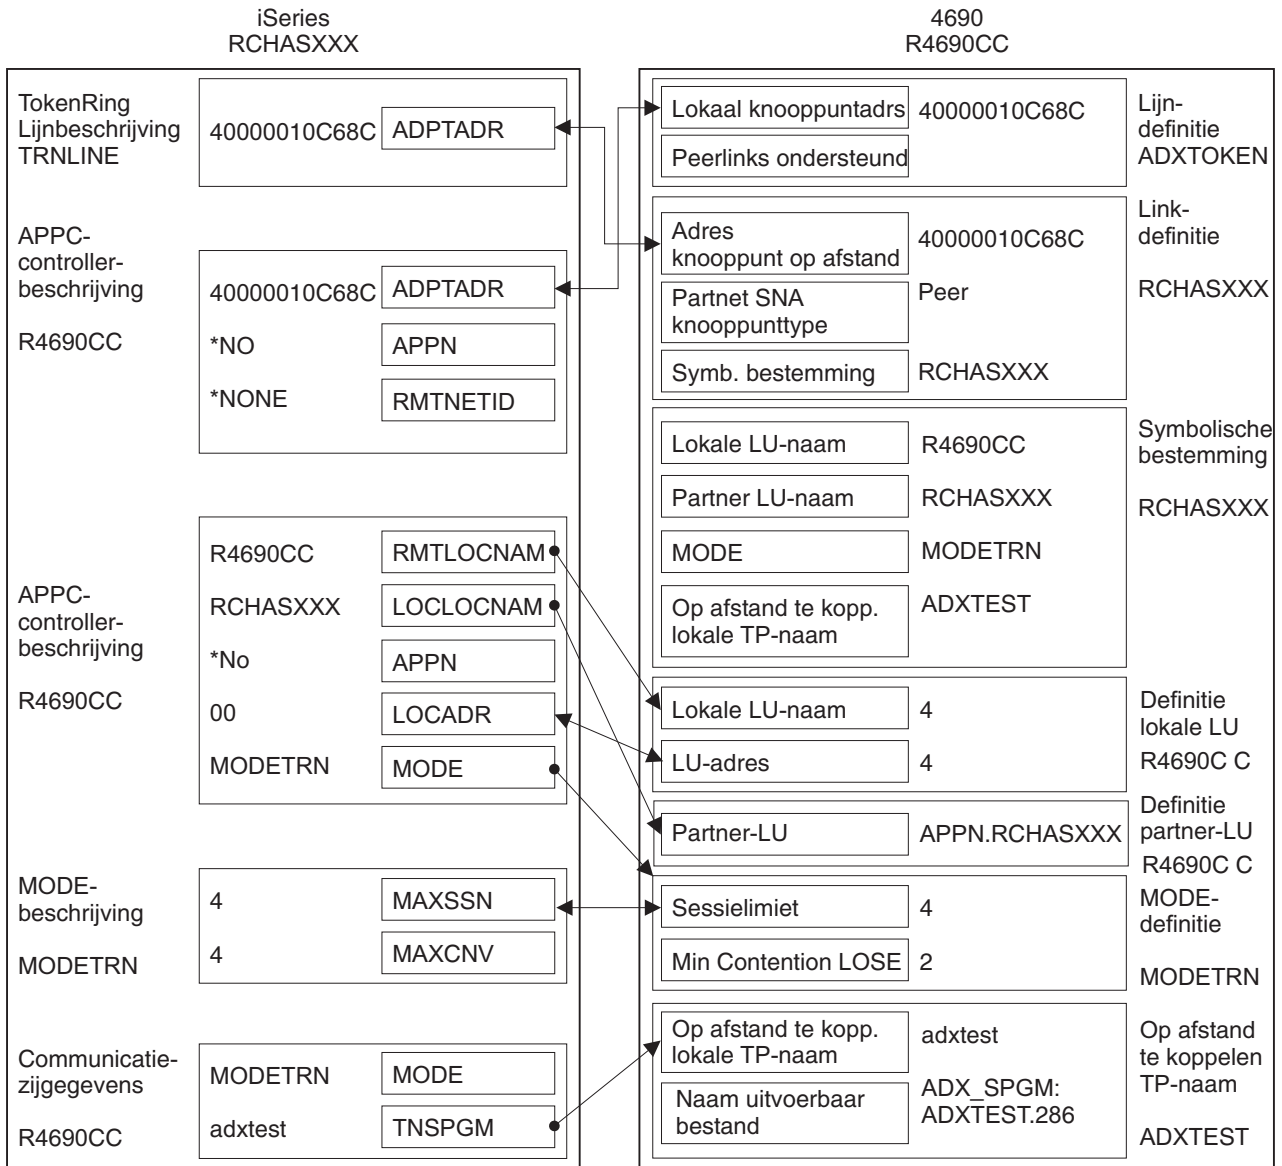 iSeries
RCHASXXX
TokenRing
Lijnbeschrijving
TRNLINE
40000010C68C ADPTADR
APPC-
controller-
beschrijving
R4690CC
40000010C68C ADPTADR
*NO APPN
*NONE RMTNETID
APPC-
controller-
beschrijving
R4690CC
R4690CC RMTLOCNAM
RCHASXXX LOCLOCNAM
*No APPN
00 LOCADR
MODETRN MODE
MODE-
beschrijving
MODETRN
4 MAXSSN
4 MAXCNV
Communicatie-
zijgegevens
R4690CC
MODETRN MODE
adxtest TNSPGM
4690
R4690CC
Lokaal knooppuntadrs 40000010C68C
Peerlinks ondersteund
Lijn-
definitie
ADXTOKEN
Adres
knooppunt op afstand 40000010C68C
Partnet SNA
knooppunttype Peer
Symb. bestemming RCHASXXX
Link-
definitie
RCHASXXX
Lokale LU-naam R4690CC
Partner LU-naam RCHASXXX
MODE MODETRN
Op afstand te kopp.
lokale TP-naam ADXTEST
Symbolische
bestemming
RCHASXXX
Lokale LU-naam 4
LU-adres 4
Definitie
lokale LU
R4690C C
Partner-LU APPN.RCHASXXX
Definitie
partner-LU
R4690C C
Sessielimiet 4
Min Contention LOSE 2
MODE-
definitie
MODETRN
Op afstand te kopp.
lokale TP-naam adxtest
Naam uitvoerbaar
bestand
ADX_SPGM:
ADXTEST.286
Op afstand
te koppelen
TP-naam
ADXTEST